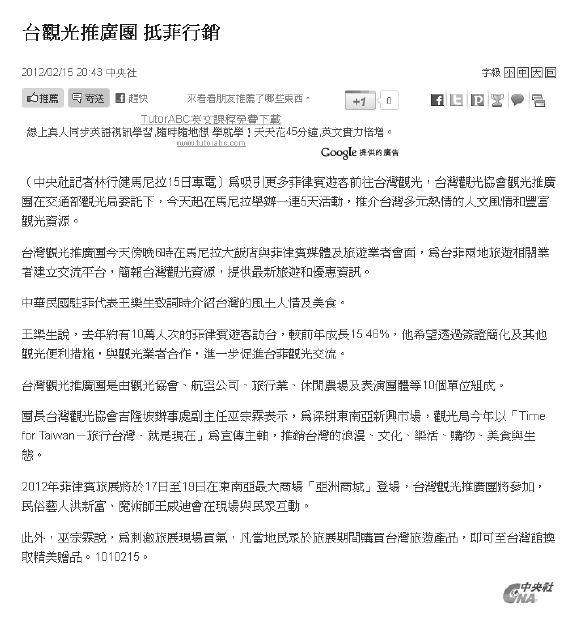 台觀光推廣團 抵菲行銷
2012/02/15 20:43 中央社
字級 小 中 大 巨
推薦 寄送 趕快 來看看朋友推薦了哪些東西。 +1 0
TutorABC英文課程免費下載
線上真人同步英語視訊學習,隨時隨地想 學就學！天天花45分鐘,英文實力倍增。
www.tutorabc.com
Google 提供的廣告
（中央社記者林行健馬尼拉15日專電）為吸引更多菲律賓遊客前往台灣觀光，台灣觀光協會觀光推廣
團在交通部觀光局委託下，今天起在馬尼拉舉辦一連5天活動，推介台灣多元熱情的人文風情和豐富
觀光資源。
台灣觀光推廣團今天傍晚6時在馬尼拉大飯店與菲律賓媒體及旅遊業者會面，為台菲兩地旅遊相關業
者建立交流平台，簡報台灣觀光資源，提供最新旅遊和優惠資訊。
中華民國駐菲代表王樂生致詞時介紹台灣的風土人情及美食。
王樂生說，去年約有10萬人次的菲律賓遊客訪台，較前年成長15.46%，他希望透過簽證簡化及其他
觀光便利措施，與觀光業者合作，進一步促進台菲觀光交流。
台灣觀光推廣團是由觀光協會、航空公司、旅行業、休閒農場及表演團體等10個單位組成。
團長台灣觀光協會吉隆坡辦事處副主任巫宗霖表示，為深耕東南亞新興市場，觀光局今年以「Time
for Taiwan－旅行台灣、就是現在」為宣傳主軸，推銷台灣的浪漫、文化、樂活、購物、美食與生
態。
2012年菲律賓旅展將於17日至19日在東南亞最大商場「亞洲商城」登場，台灣觀光推廣團將參加，
民俗藝人洪新富、魔術師王威迪會在現場與民眾互動。
此外，巫宗霖說，為刺激旅展現場買氣，凡當地民眾於旅展期間購買台灣旅遊產品，即可至台灣館換
取精美贈品。1010215。
中央社
CNA